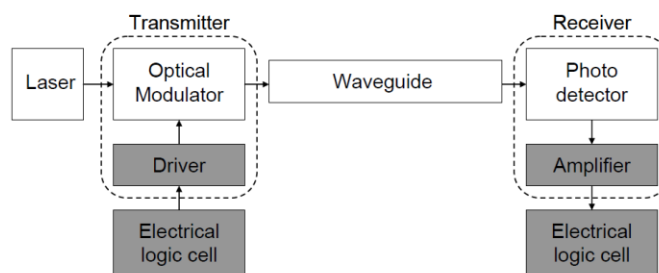 Transmitter
Receiver
Laser
Optical
Modulator
Waveguide
Photo
detector
Driver
Amplifier
Electrical
logic cell
Electrical
logic cell